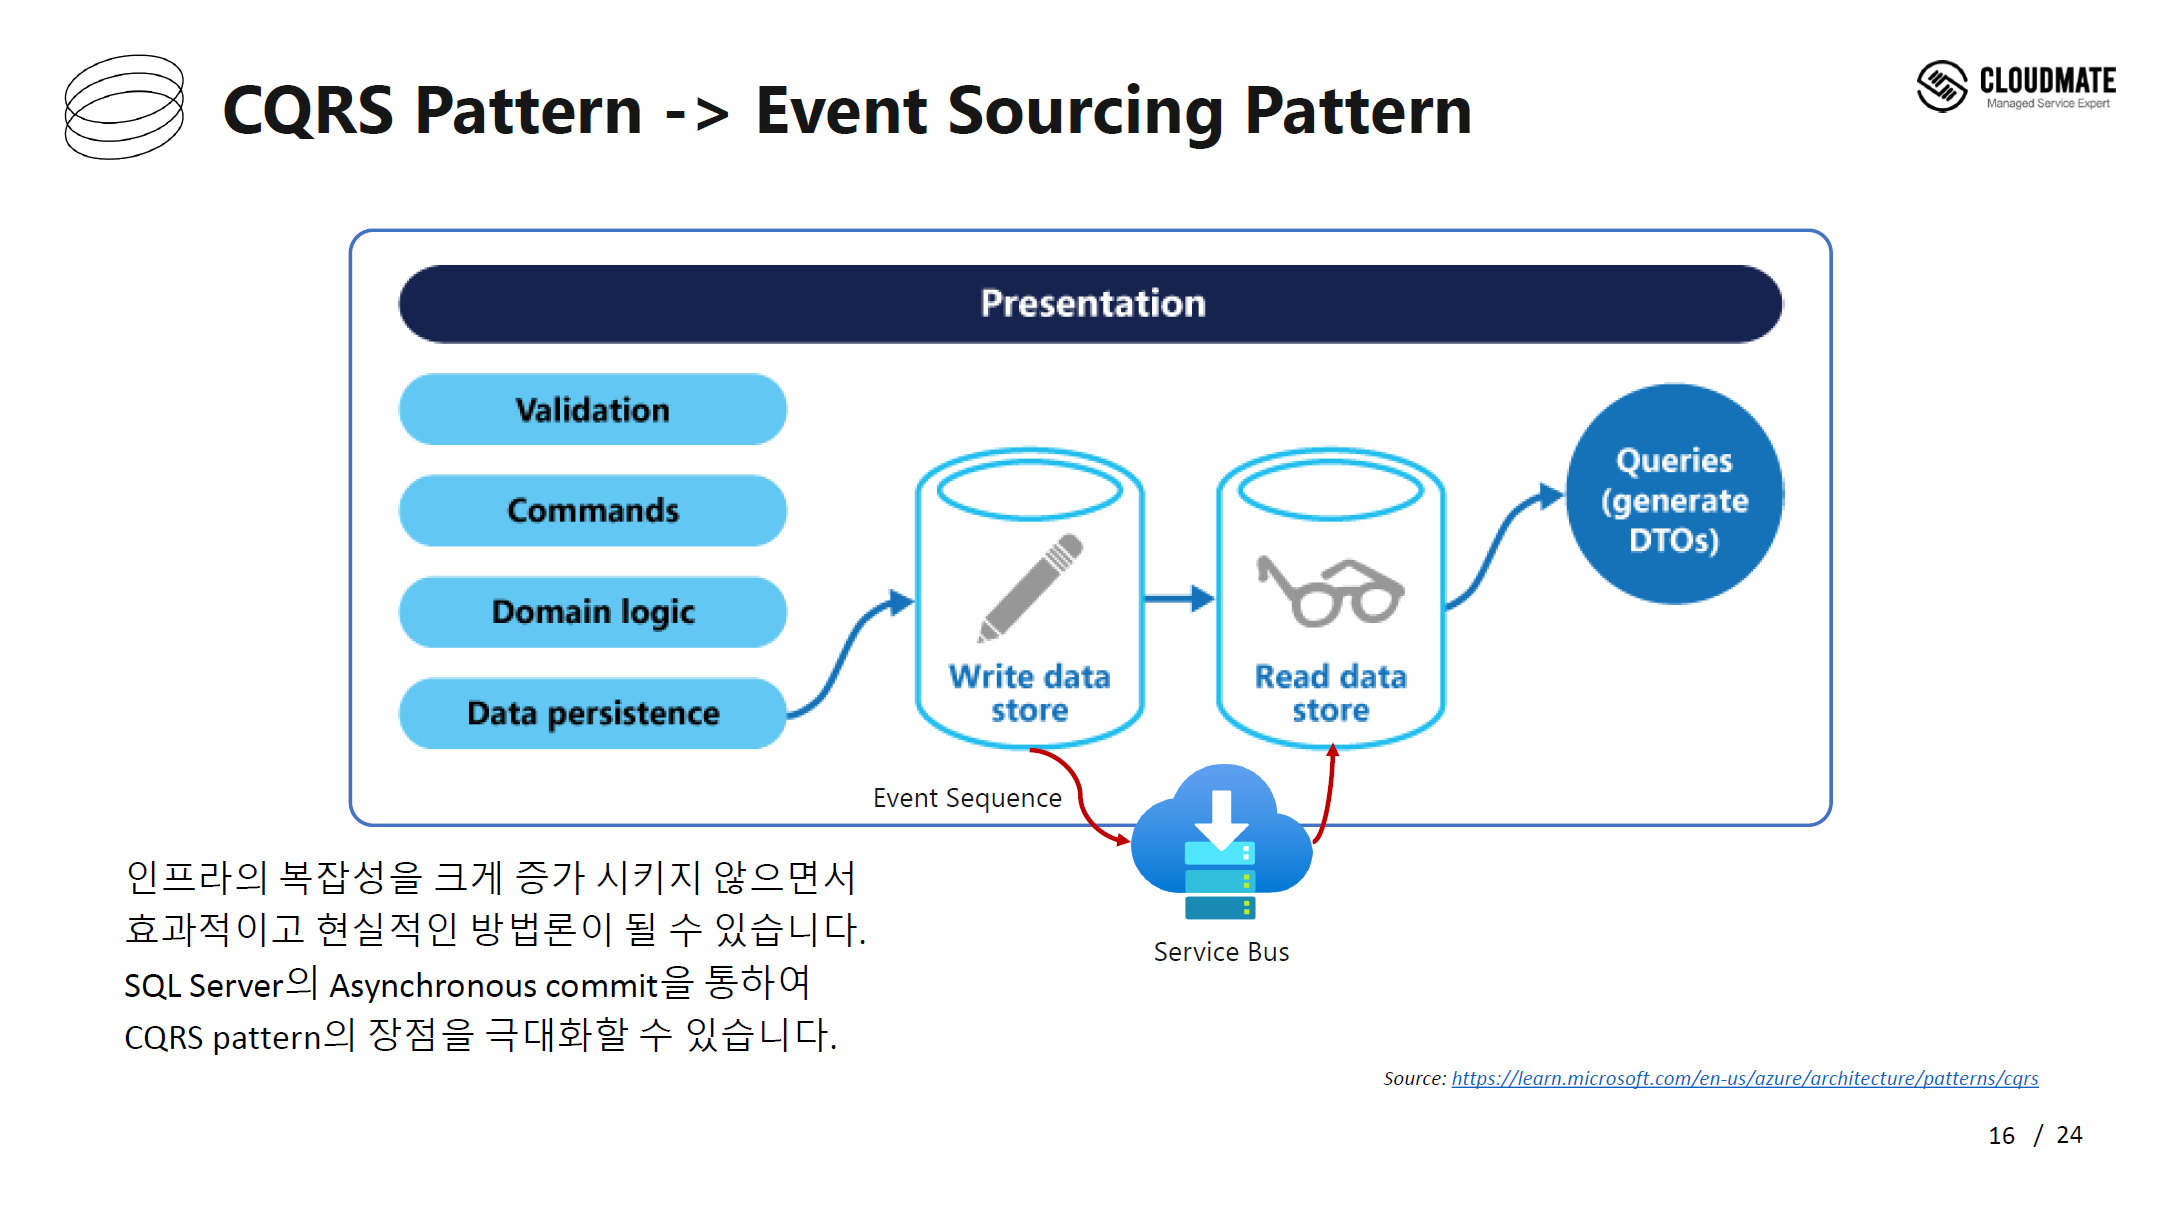 CQRS Pattern -> Event Sourcing Pattern
CLOUDMATE
Managed Service Expert
Presentation
Validation
Commands
Domain logic
Data persistence
Write data
store
Read data
store
Queries
(generate
DTOs)
Event Sequence
Service Bus
인프라의 복잡성을 크게 증가 시키지 않으면서
효과적이고 현실적인 방법론이 될 수 있습니다.
SQL Server의 Asynchronous commit을 통하여
CQRS pattern의 장점을 극대화할 수 있습니다.
Source: https://learn.microsoft.com/en-us/azure/architecture/patterns/cqrs
16 / 24